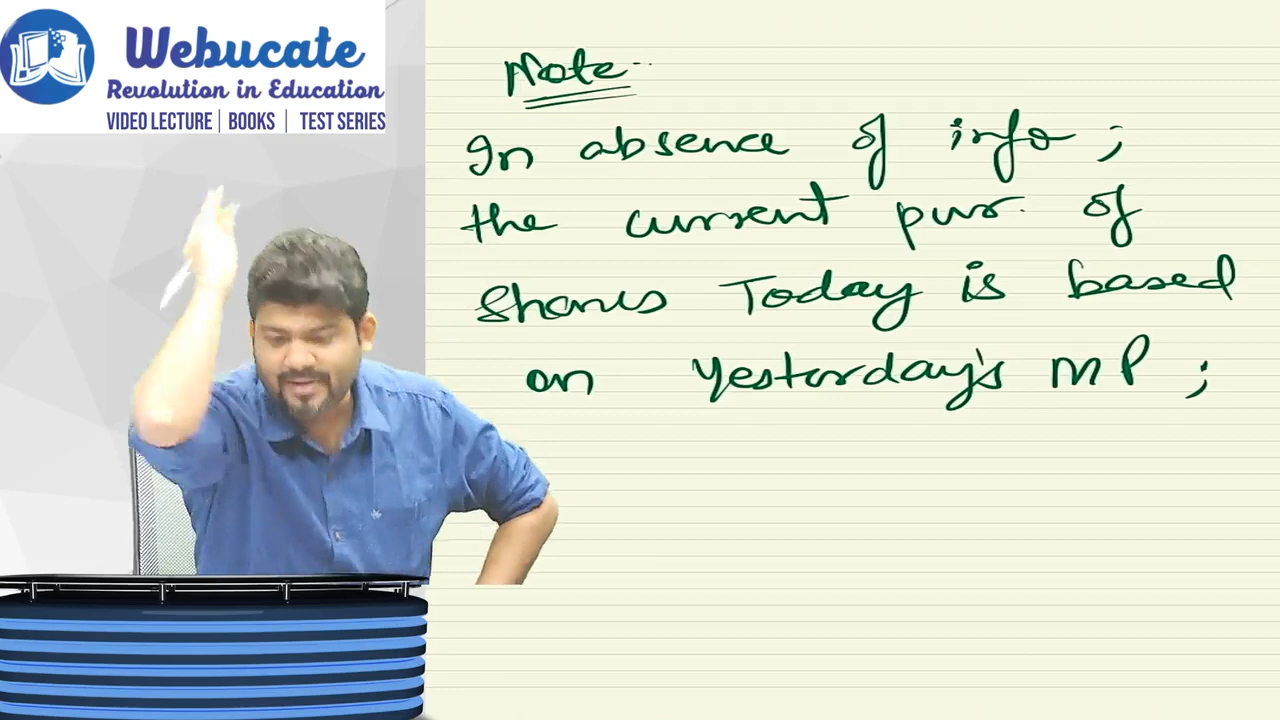 Webucate
Revolution in Education
VIDEO LECTURE | BOOKS | TEST SERIES
Note:-
In absence of info ;
the current pur. of
Shares Today is based
on Yesterday's MP ;